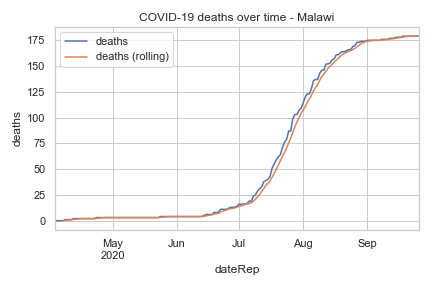 COVID-19 deaths over time - Malawi
deaths
deaths (rolling)
175
150
125
100
75
50
25
0
deaths
May Jun Jul Aug Sep
2020
dateRep